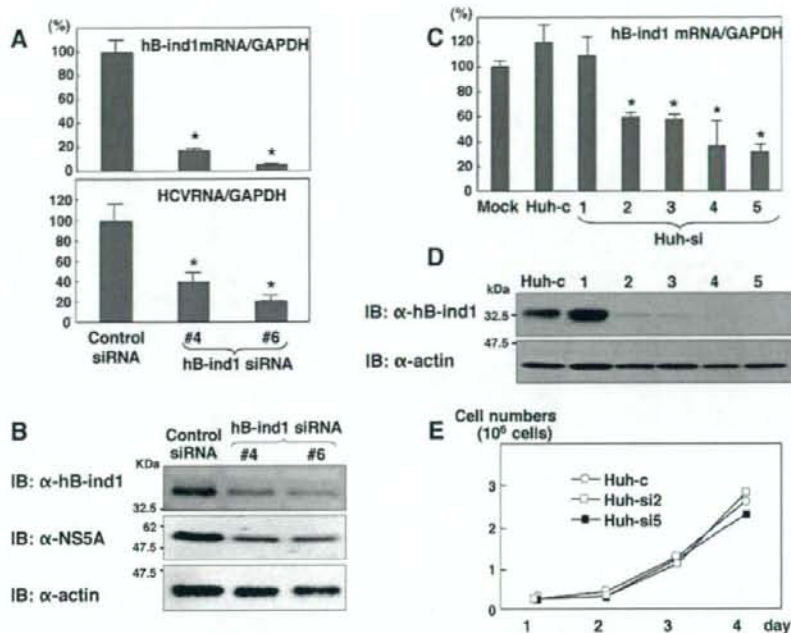 A
(%)
hB-ind1mRNA/GAPDH
120
100
80
60
40
20
0
HCVRNA/GAPDH
120
100
80
60
40
20
0
*
*
*
*
Control siRNA
#4
#6
hB-ind1 siRNA
B
Control siRNA
hB-ind1 siRNA
#4
#6
KDa
IB: α-hB-ind1
32.5
IB: α-NS5A
62
47.5
47.5
IB: α-actin
C
(%)
hB-ind1 mRNA/GAPDH
120
100
80
60
40
20
0
*
*
*
*
Mock
Huh-c
1
2
3
4
5
Huh-si
D
kDa
Huh-c
1
2
3
4
5
IB: α-hB-ind1
32.5
47.5
IB: α-actin
E
Cell numbers
(10⁶ cells)
Huh-c
Huh-si2
Huh-si5
3
2
1
0
1
2
3
4
day